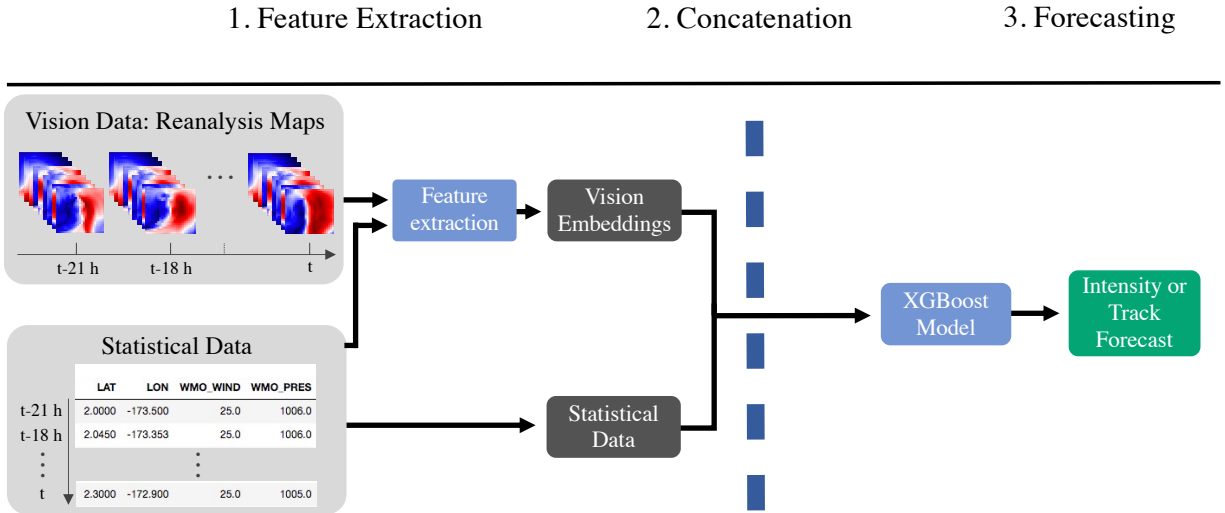 1. Feature Extraction
2. Concatenation
3. Forecasting
Vision Data: Reanalysis Maps
...
t-21 h
t-18 h
t
Feature
extraction
Vision
Embeddings
XGBoost
Model
Intensity or
Track
Forecast
Statistical Data
LAT LON WMO_WIND WMO_PRES
t-21 h 2.0000 -173.500 25.0 1006.0
t-18 h 2.0450 -173.353 25.0 1006.0
⋮ ⋮
t 2.3000 -172.900 25.0 1005.0
Statistical
Data